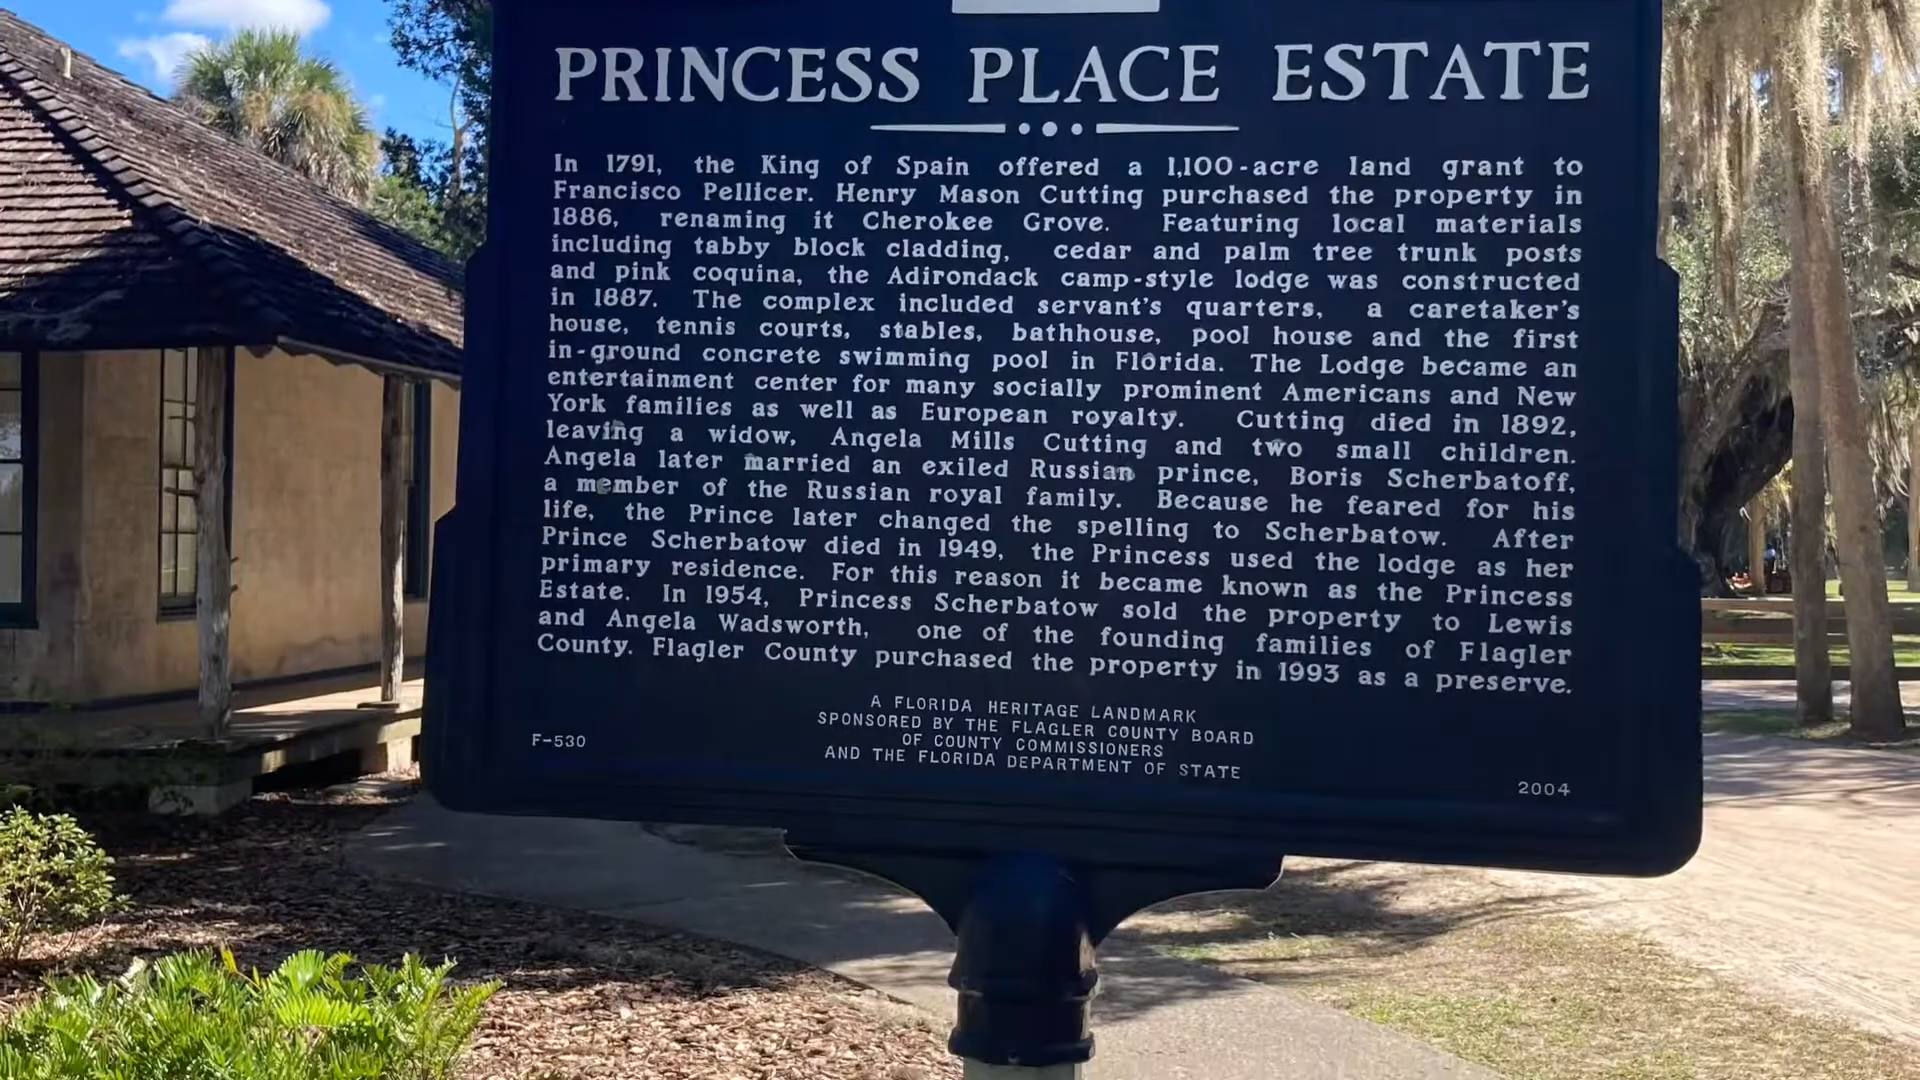 PRINCESS PLACE ESTATE
In 1791, the King of Spain offered a 1,100-acre land grant to
Francisco Pellicer. Henry Mason Cutting purchased the property in
1886, renaming it Cherokee Grove. Featuring local materials
including tabby block cladding, cedar and palm tree trunk posts
and pink coquina, the Adirondack camp-style lodge was constructed
in 1887. The complex included servant's quarters, a caretaker's
house, tennis courts, stables, bathhouse, pool house and the first
in-ground concrete swimming pool in Florida. The Lodge became an
entertainment center for many socially prominent Americans and New
York families as well as European royalty. Cutting died in 1892,
leaving a widow, Angela Mills Cutting and two small children.
Angela later married an exiled Russian prince, Boris Scherbatoff,
a member of the Russian royal family. Because he feared for his
life, the Prince later changed the spelling to Scherbatow. After
Prince Scherbatow died in 1949, the Princess used the lodge as her
primary residence. For this reason it became known as the Princess
Estate. In 1954, Princess Scherbatow sold the property to Lewis
and Angela Wadsworth, one of the founding families of Flagler
County. Flagler County purchased the property in 1993 as a preserve.
A FLORIDA HERITAGE LANDMARK
SPONSORED BY THE FLAGLER COUNTY BOARD
OF COUNTY COMMISSIONERS
AND THE FLORIDA DEPARTMENT OF STATE
F-530
2004